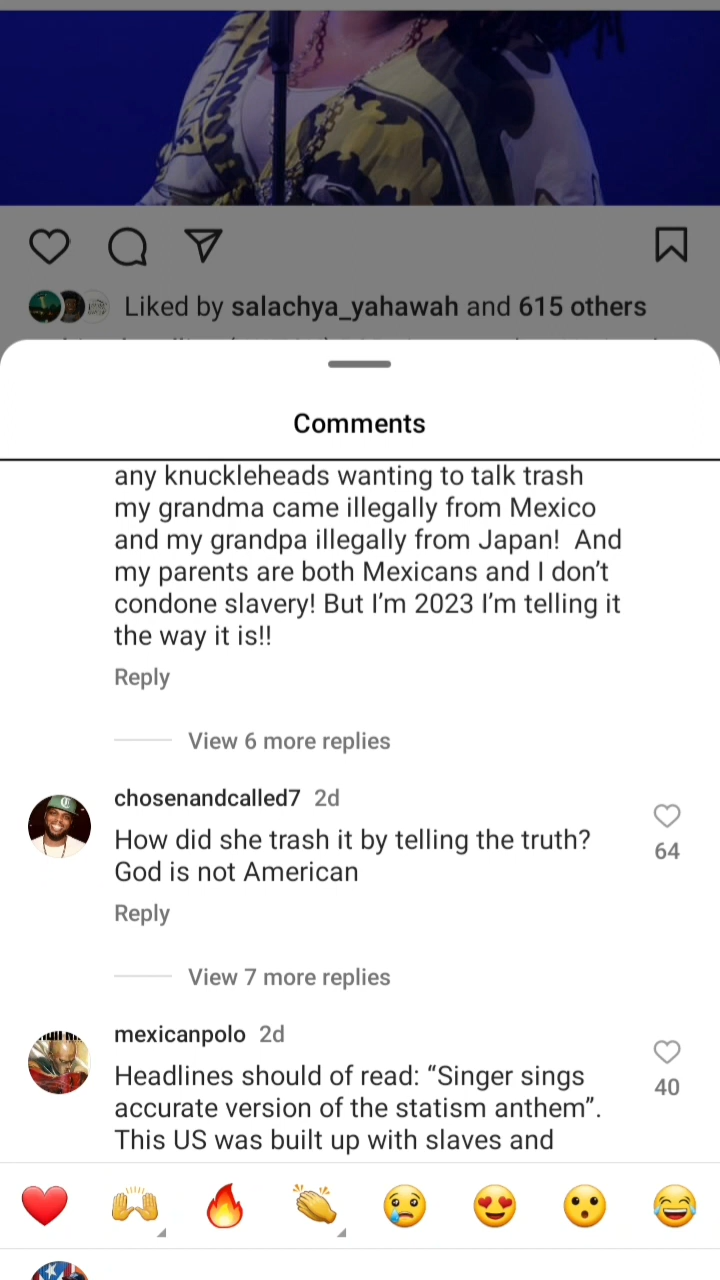 Liked by salachya_yahawah and 615 others
Comments
any knuckleheads wanting to talk trash
my grandma came illegally from Mexico
and my grandpa illegally from Japan!  And
my parents are both Mexicans and I don’t
condone slavery! But I’m 2023 I’m telling it
the way it is!!
Reply
View 6 more replies
chosenandcalled7 2d
How did she trash it by telling the truth?
God is not American
64
Reply
View 7 more replies
mexicanpolo 2d
Headlines should of read: “Singer sings
accurate version of the statism anthem”.
This US was built up with slaves and
40